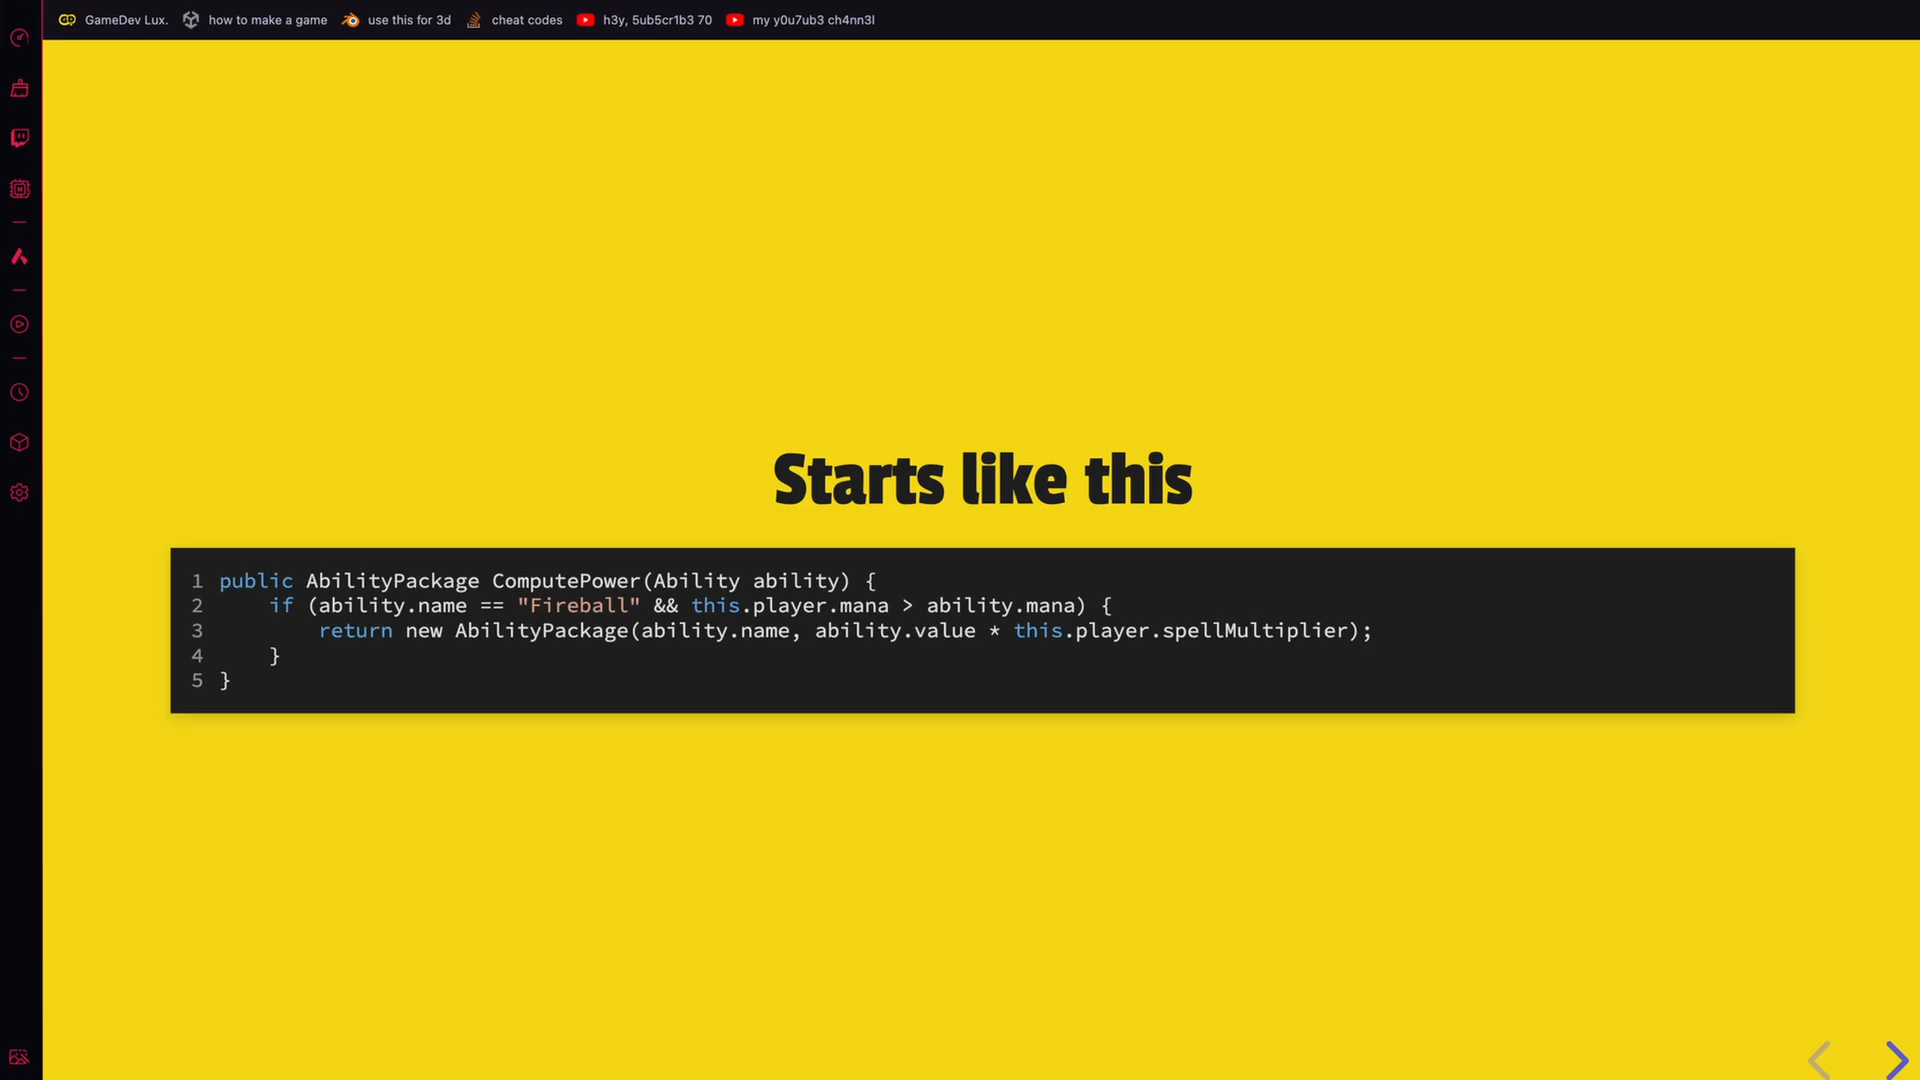 GameDev Lux. how to make a game use this for 3d cheat codes h3y, 5ub5cr1b3 70 my y0u7ub3 ch4nn3l
Starts like this
1 public AbilityPackage ComputePower(Ability ability) {
2     if (ability.name == "Fireball" && this.player.mana > ability.mana) {
3         return new AbilityPackage(ability.name, ability.value * this.player.spellMultiplier);
4     }
5 }